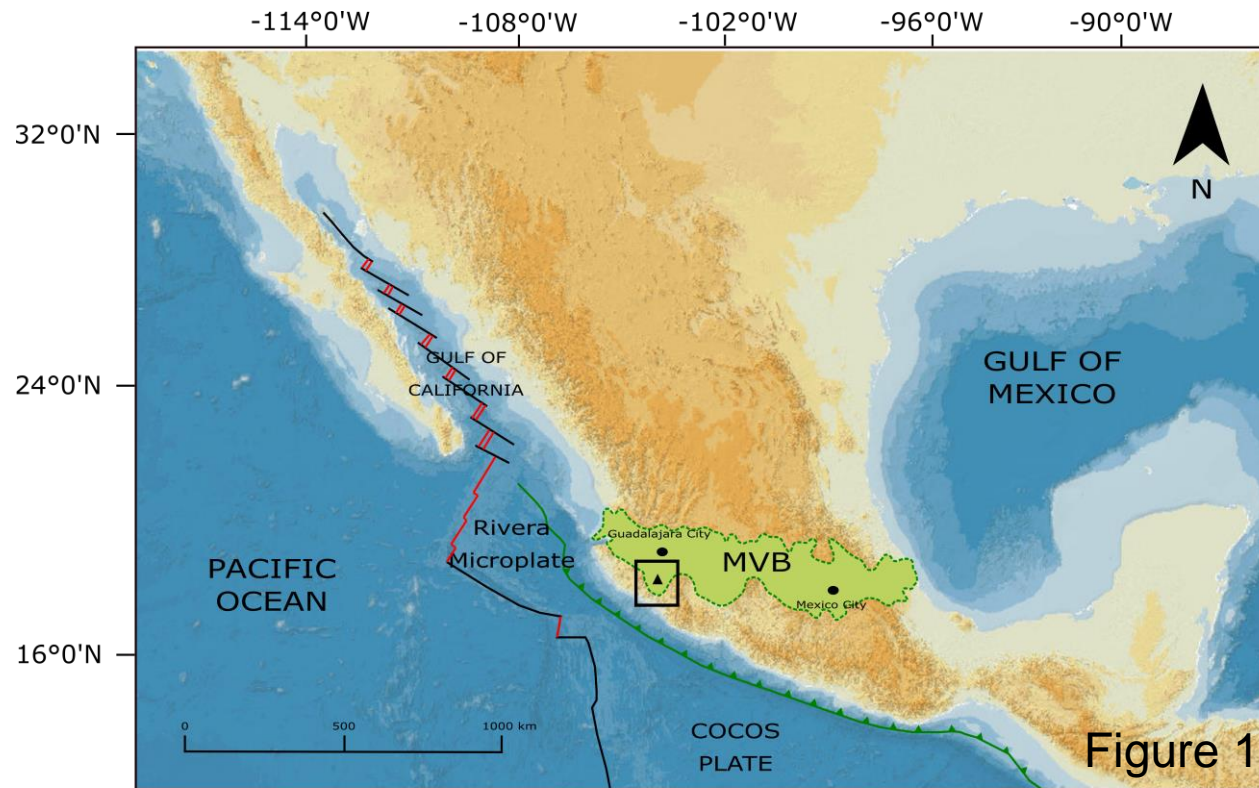 -114°0'W -108°0'W -102°0'W -96°0'W -90°0'W
32°0'N
N
GULF OF
CALIFORNIA
GULF OF
MEXICO
24°0'N
Rivera
Microplate
Guadalajara City
MVB
Mexico City
PACIFIC
OCEAN
16°0'N
0 500 1000 km
COCOS
PLATE
Figure 1